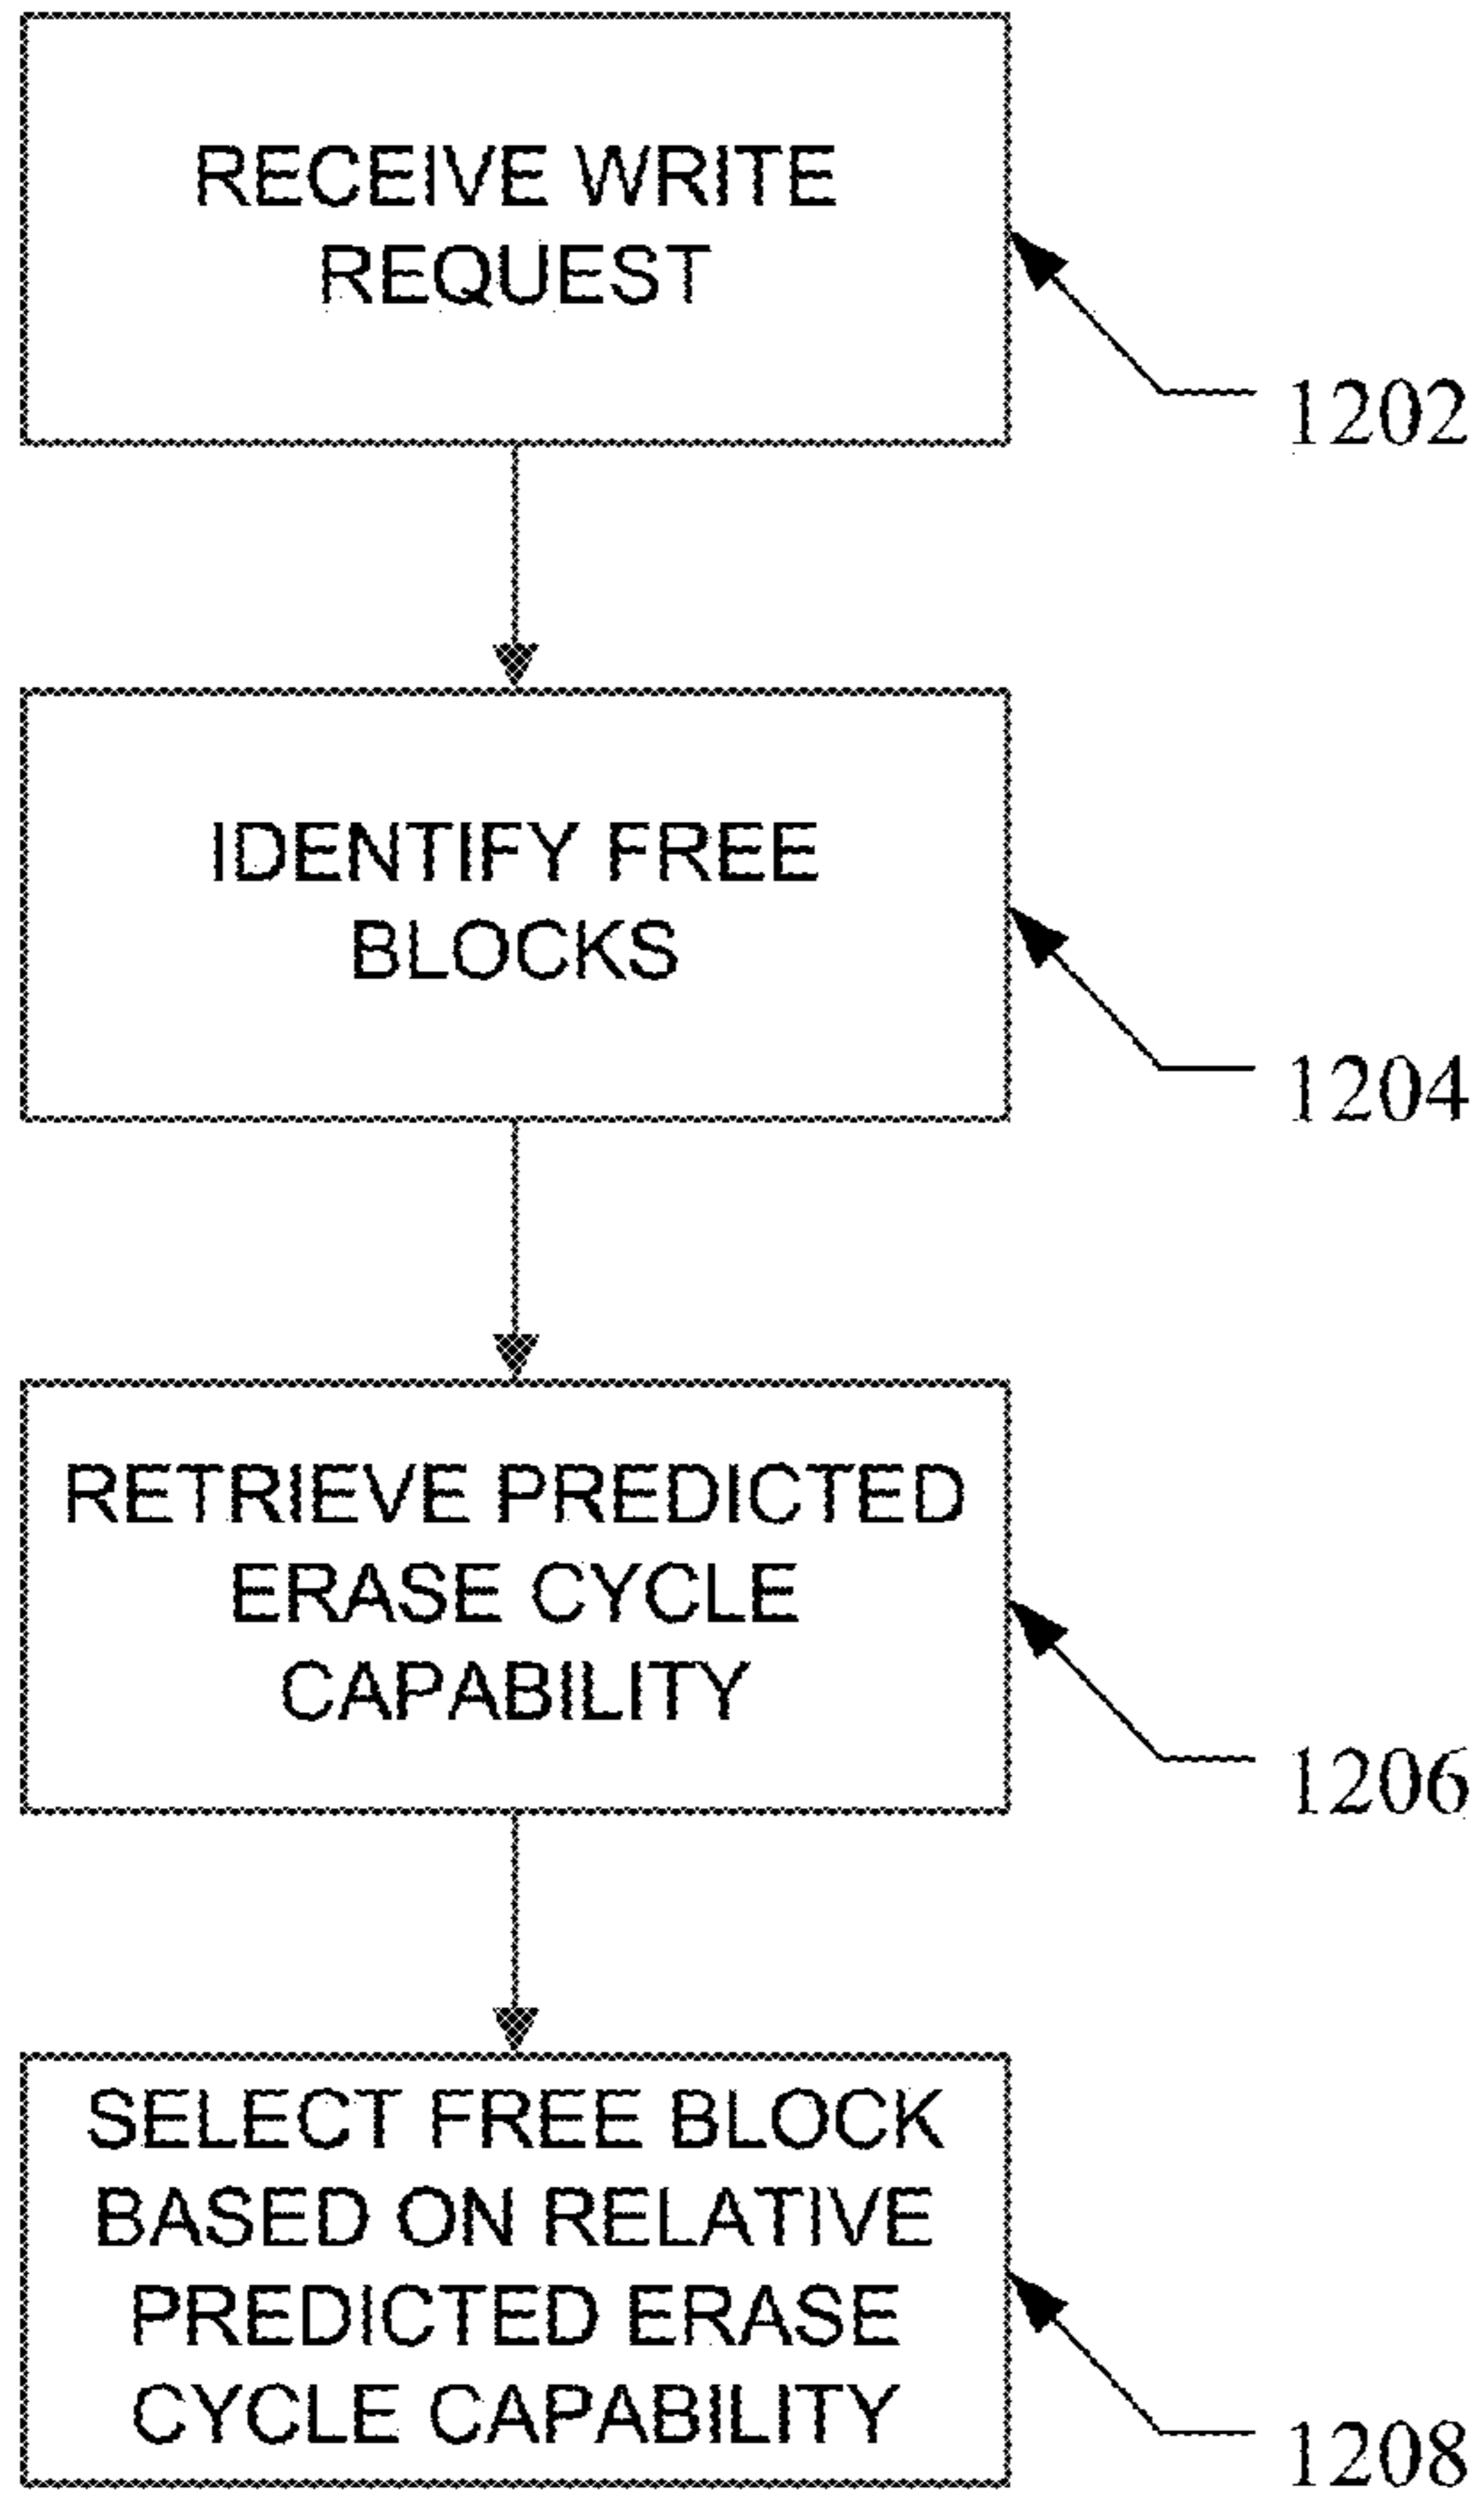 RECEIVE WRITE
REQUEST
1202
IDENTIFY FREE
BLOCKS
1204
RETRIEVE PREDICTED
ERASE CYCLE
CAPABILITY
1206
SELECT FREE BLOCK
BASED ON RELATIVE
PREDICTED ERASE
CYCLE CAPABILITY
1208